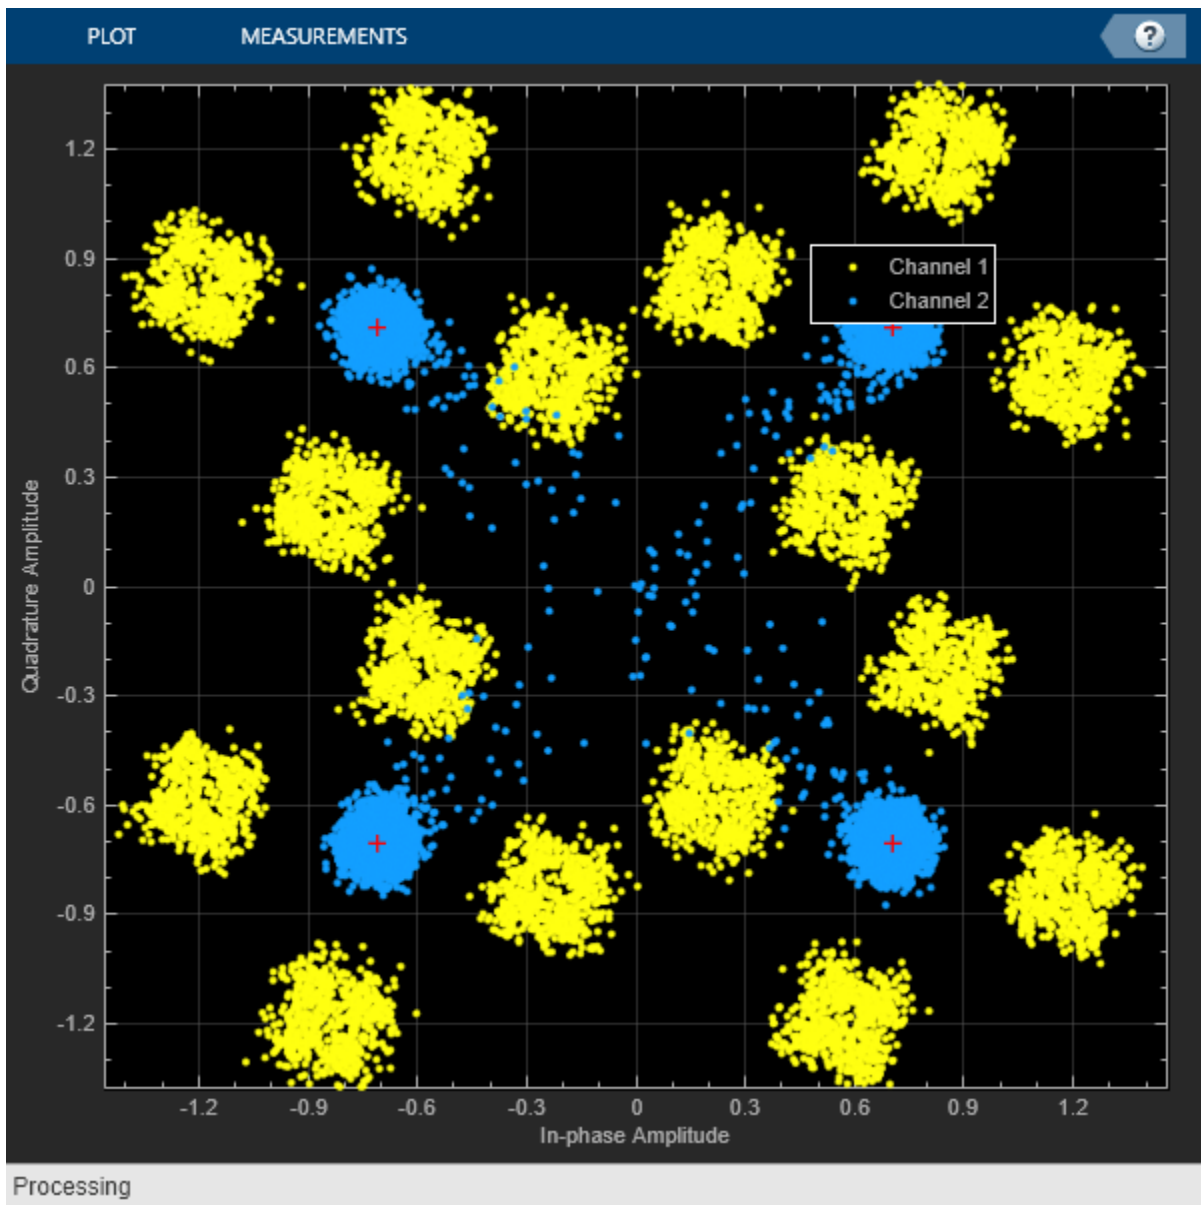 PLOT MEASUREMENTS ?
1.2
0.9
Channel 1
Channel 2
0.6
0.3
0
-0.3
-0.6
-0.9
-1.2
Quadrature Amplitude
-1.2 -0.9 -0.6 -0.3 0 0.3 0.6 0.9 1.2
In-phase Amplitude
Processing